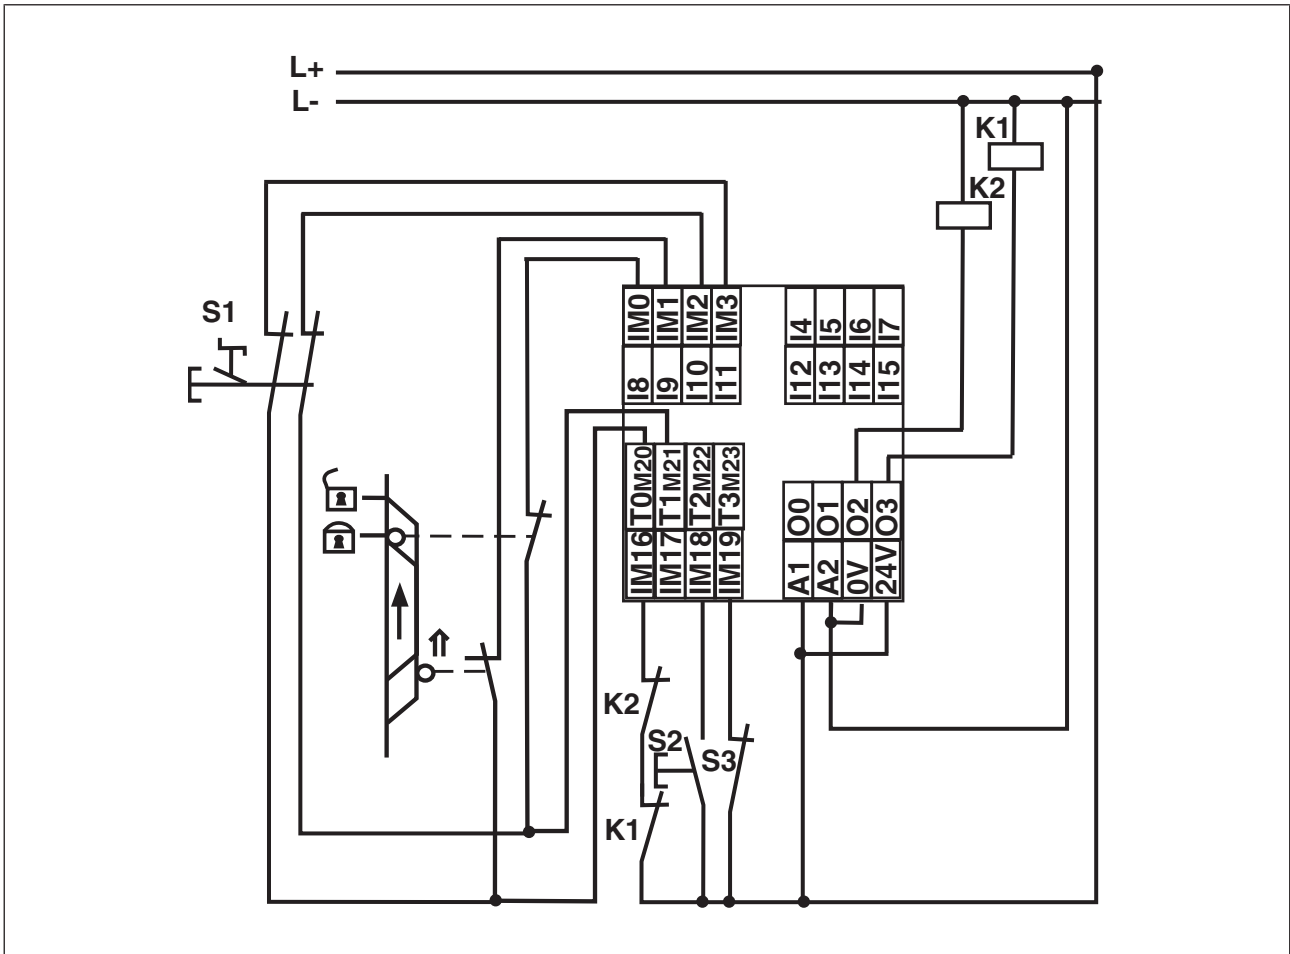 L+
L-
K1
K2
S1
IM0 IM1 IM2 IM3
I4 I5 I6 I7
I8 I9 I10 I11
I12 I13 I14 I15
T0M20 T1M21 T2M22 T3M23
O0 O1 O2 O3
IM16 IM17 IM18 IM19
A1 A2 0V 24V
K2
S2
S3
K1